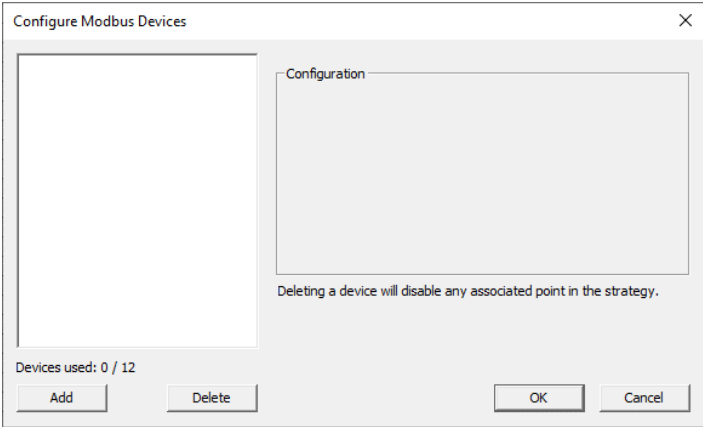 Configure Modbus Devices
Configuration
Deleting a device will disable any associated point in the strategy.
Devices used: 0 / 12
Add
Delete
OK
Cancel